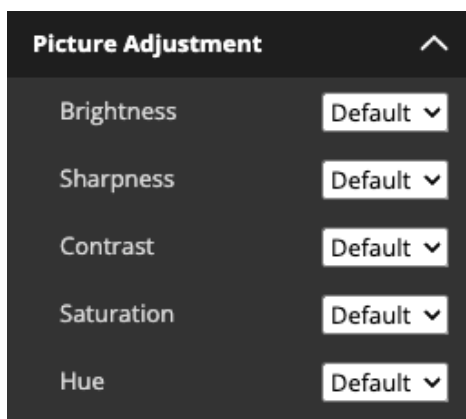 Picture Adjustment
Brightness Default
Sharpness Default
Contrast Default
Saturation Default
Hue Default